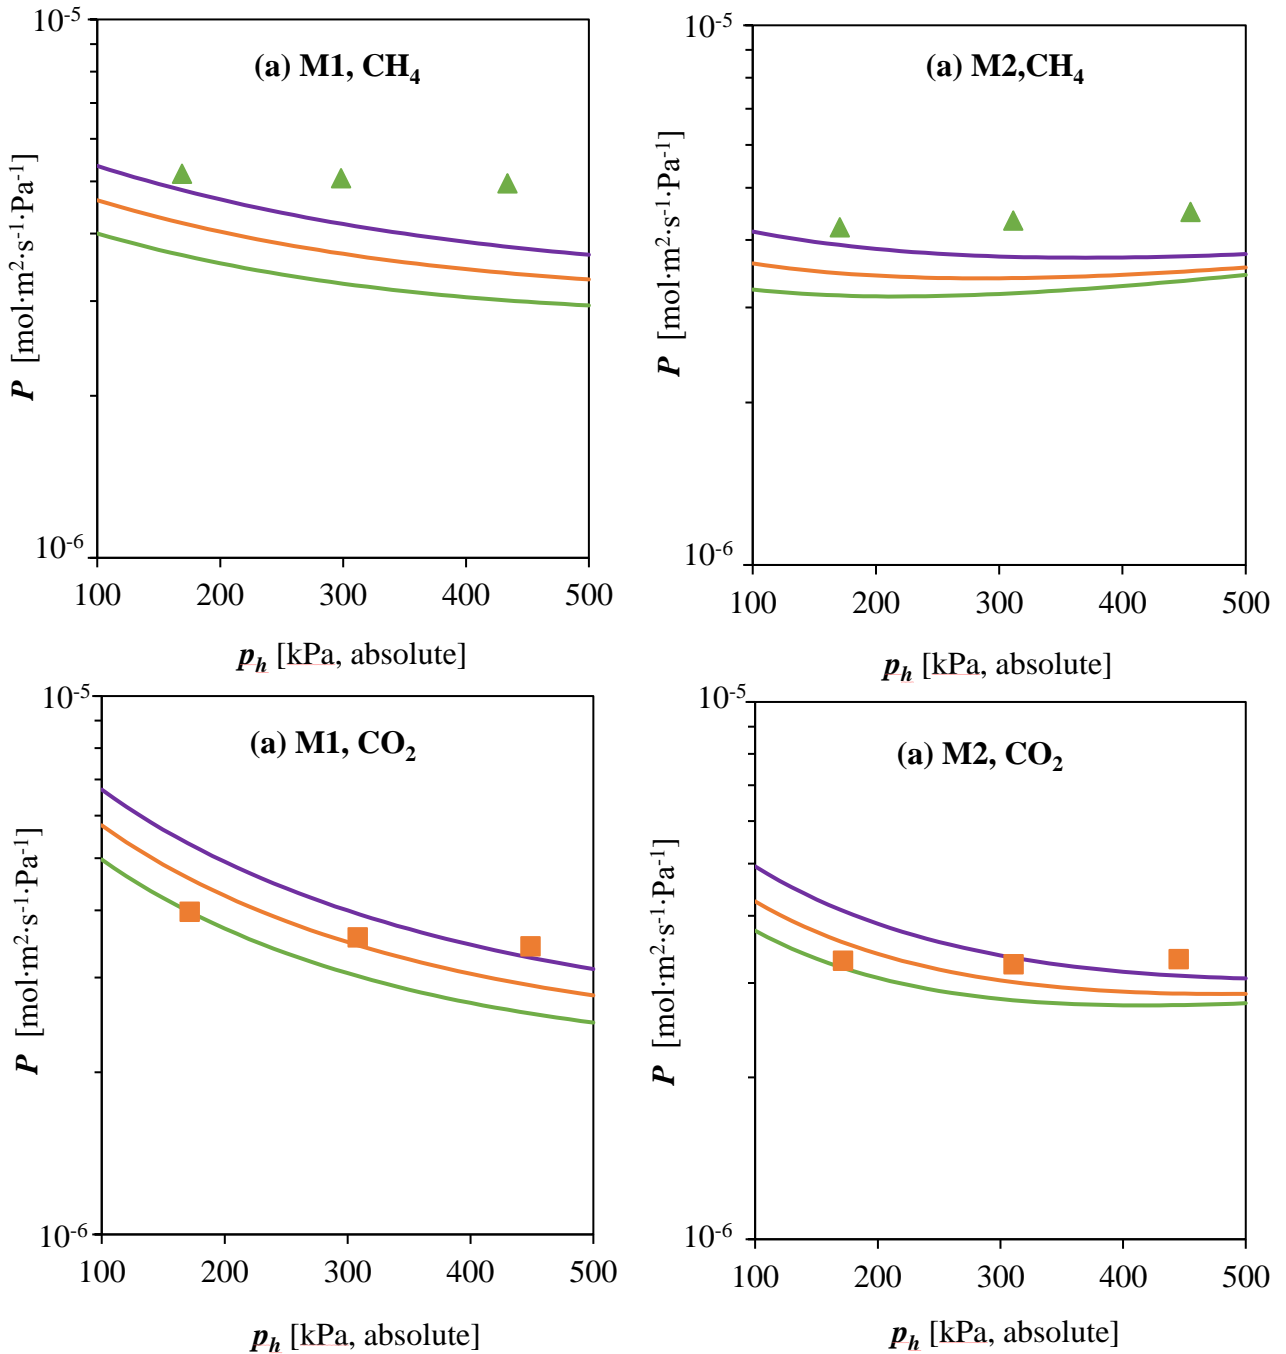 10⁻⁵
(a) M1, CH₄
P [mol·m²·s⁻¹·Pa⁻¹]
10⁻⁶
100 200 300 400 500
pₕ [kPa, absolute]
10⁻⁵
(a) M2,CH₄
P [mol·m²·s⁻¹·Pa⁻¹]
10⁻⁶
100 200 300 400 500
pₕ [kPa, absolute]
10⁻⁵
(a) M1, CO₂
P [mol·m²·s⁻¹·Pa⁻¹]
10⁻⁶
100 200 300 400 500
pₕ [kPa, absolute]
10⁻⁵
(a) M2, CO₂
P [mol·m²·s⁻¹·Pa⁻¹]
10⁻⁶
100 200 300 400 500
pₕ [kPa, absolute]